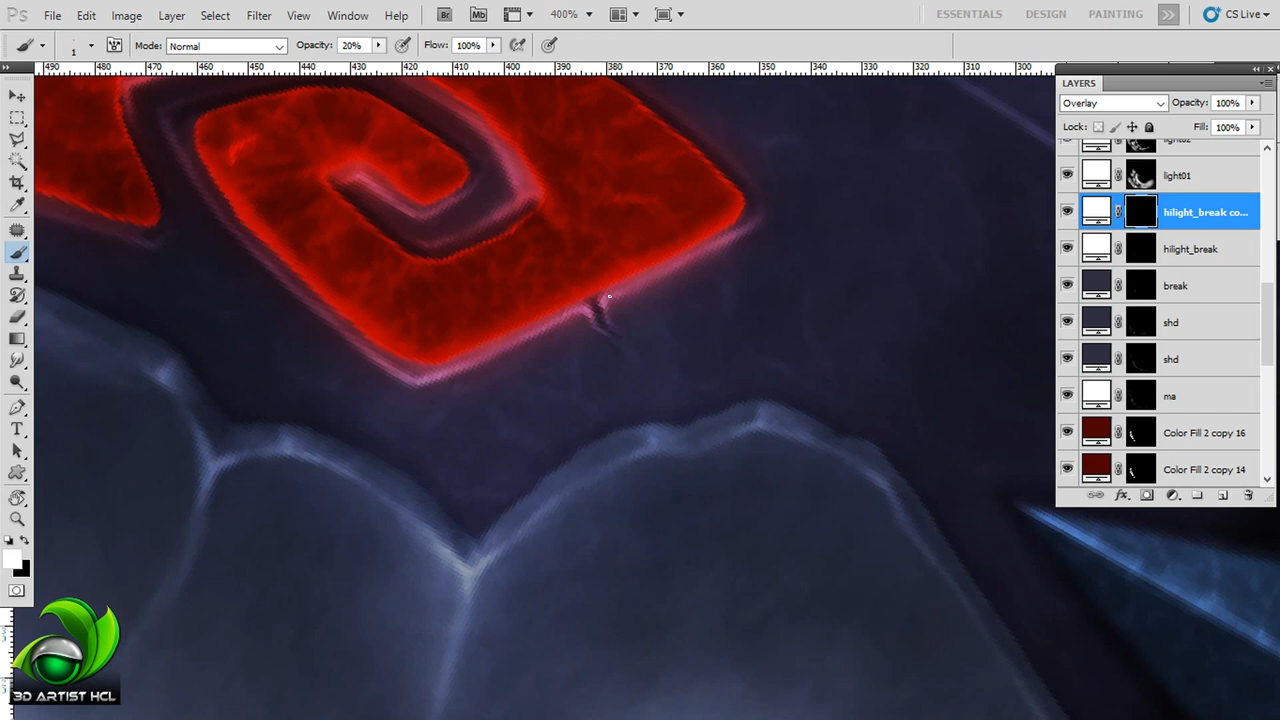 Ps File Edit Image Layer Select Filter View Window Help Br Mb 400% ESSENTIALS DESIGN PAINTING CS Live
1 Mode: Normal Opacity: 20% Flow: 100%
490 480 470 460 450 440 430 420 410 400 390 380 370 360 350 340 330 320 310 300
LAYERS
Overlay Opacity: 100%
Lock: Fill: 100%
light02
light01
hilight_break co...
hilight_break
break
shd
shd
ma
Color Fill 2 copy 16
Color Fill 2 copy 14
3D ARTIST HCL